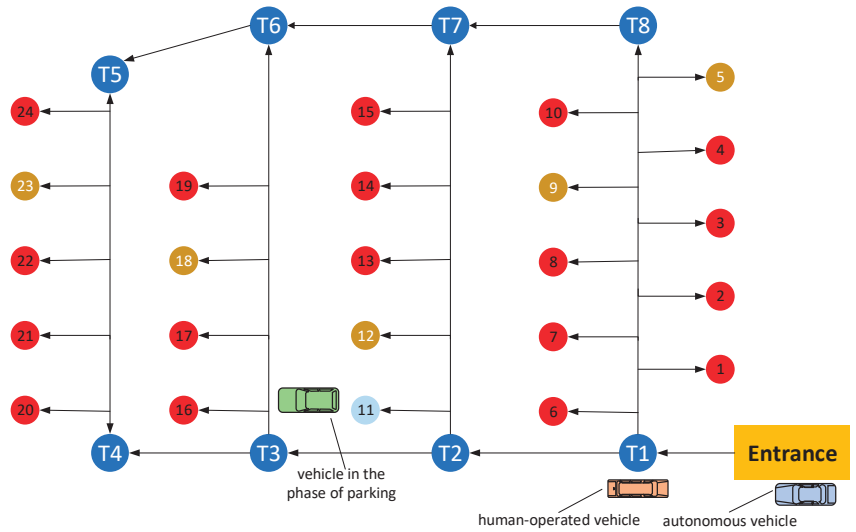 T6 T7 T8
T5
5
24 15 10
4
23 19 14 9
3
22 18 13 8
2
21 17 12 7
1
20 16 11 6
T4 T3 T2 T1 Entrance
vehicle in the
phase of parking
human-operated vehicle autonomous vehicle